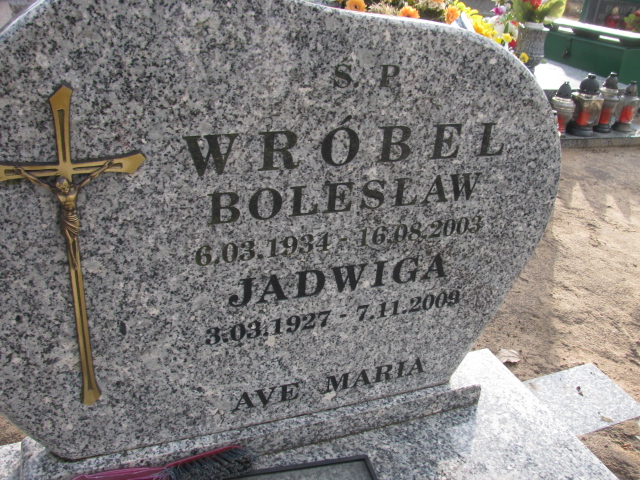 Ś. P.
WRÓBEL
BOLESŁAW
6.03.1934 - 16.08.2003
JADWIGA
3.03.1927 - 7.11.2009
AVE MARIA